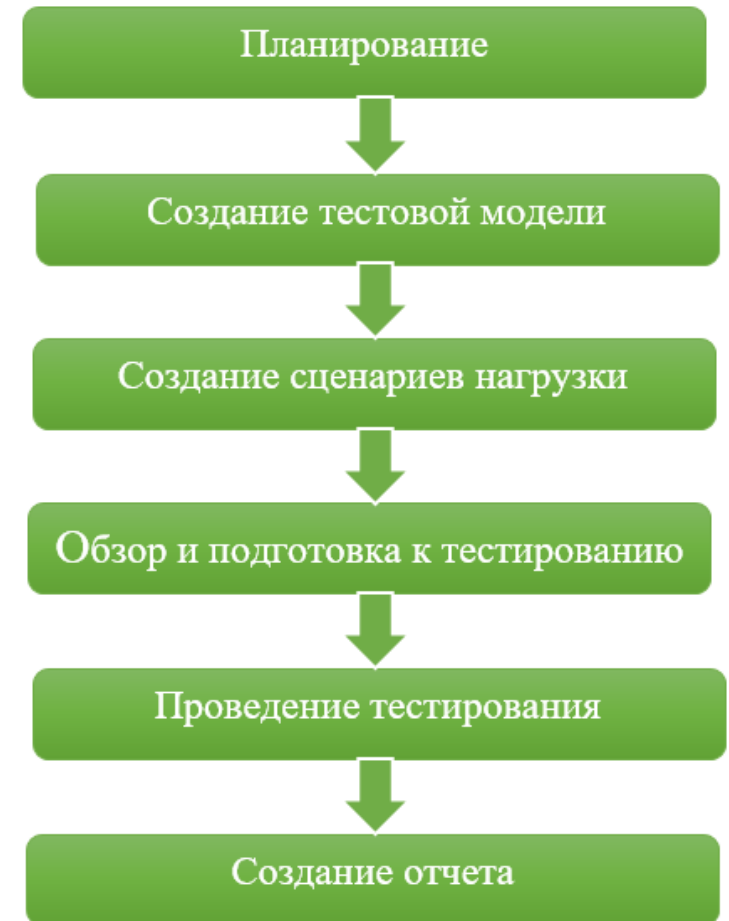 Планирование
Создание тестовой модели
Создание сценариев нагрузки
Обзор и подготовка к тестированию
Проведение тестирования
Создание отчета